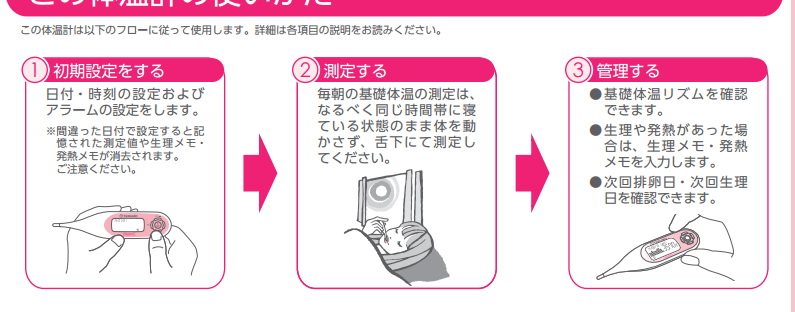 この体温計の使いかた
この体温計は以下のフローに従って使用します。詳細は各項目の説明をお読みください。
1 初期設定をする
日付・時刻の設定および
アラームの設定をします。
※間違った日付で設定すると記
憶された測定値や生理メモ・
発熱メモが消去されます。
ご注意ください。
2 測定する
毎朝の基礎体温の測定は、
なるべく同じ時間帯に寝
ている状態のまま体を動
かさず、舌下にて測定し
てください。
3 管理する
●基礎体温リズムを確認
できます。
●生理や発熱があった場
合は、生理メモ・発熱
メモを入力します。
●次回排卵日・次回生理
日を確認できます。